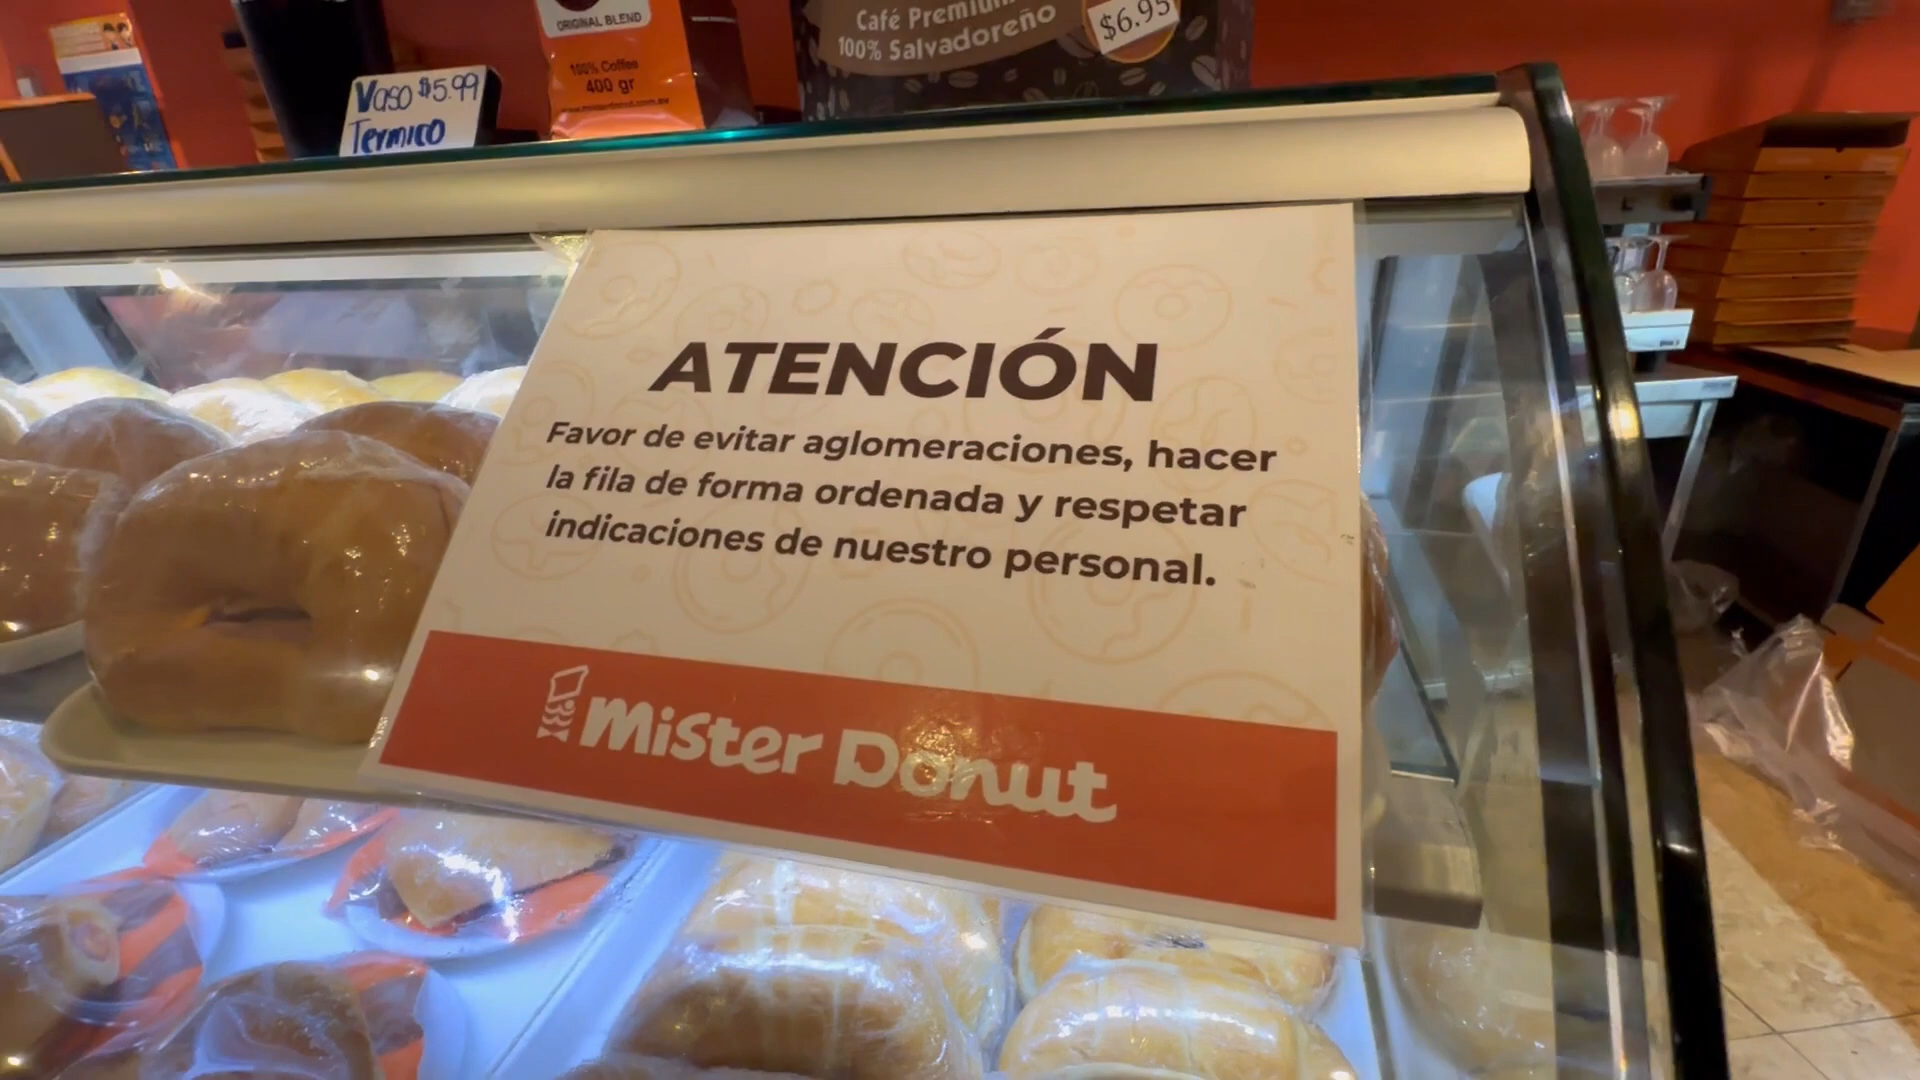 ORIGINAL BLEND
100% Coffee
400 gr
Café Premium
100% Salvadoreño
$6.95
Vaso $5.99
Termico
ATENCIÓN
Favor de evitar aglomeraciones, hacer
la fila de forma ordenada y respetar
indicaciones de nuestro personal.
Mister Donut